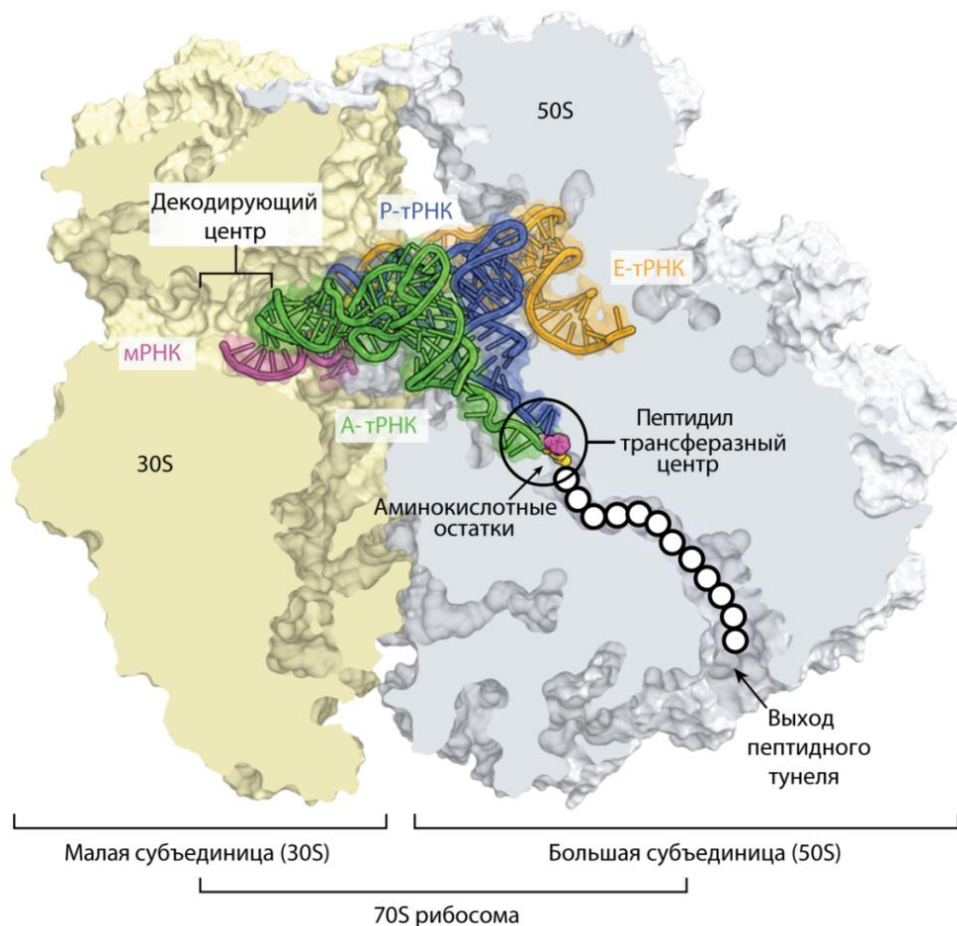 50S
Декодирующий
центр
P-тРНК
E-тРНК
мРНК
A- тРНК
30S
Пептидил
трансферазный
центр
Аминокислотные
остатки
Выход
пептидного
тунеля
Малая субъединица (30S)
Большая субъединица (50S)
70S рибосома